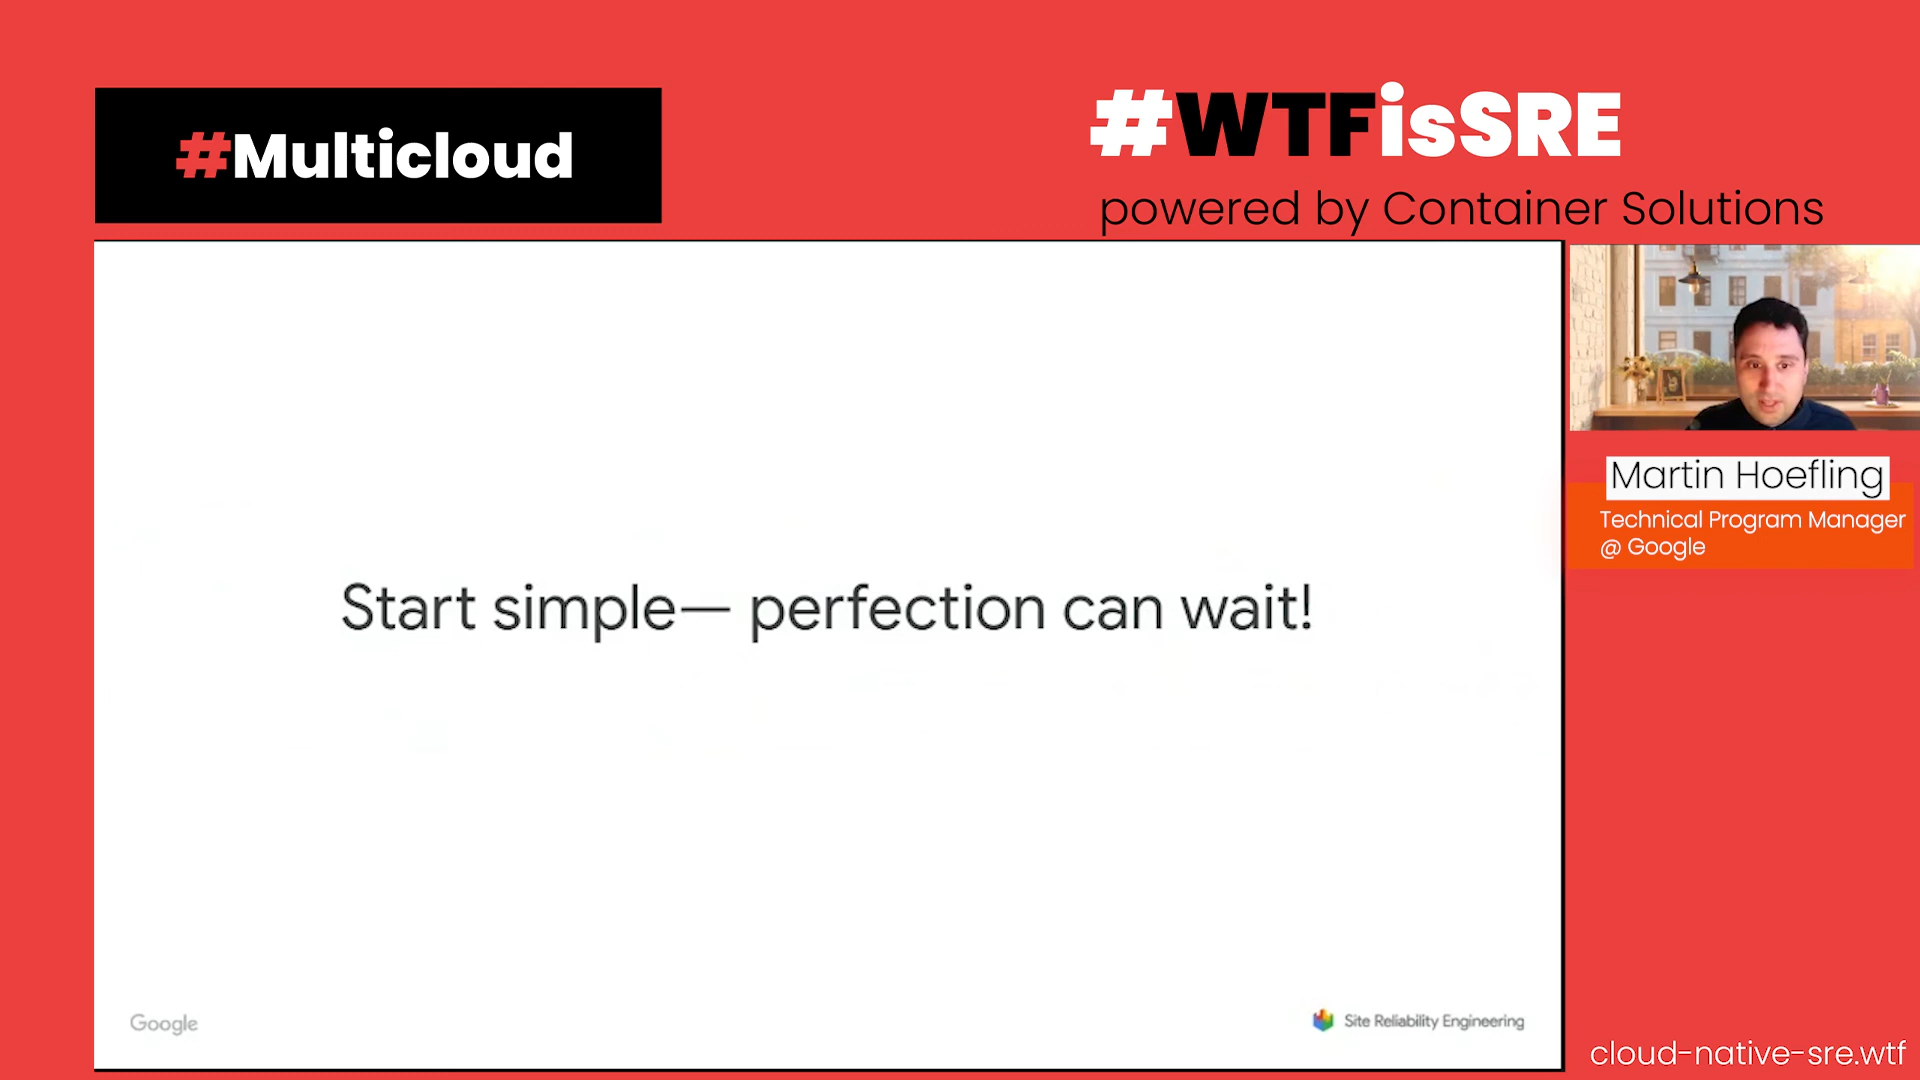 #Multicloud
#WTFisSRE
powered by Container Solutions
Start simple— perfection can wait!
Martin Hoefling
Technical Program Manager
@ Google
Google
Site Reliability Engineering
cloud-native-sre.wtf